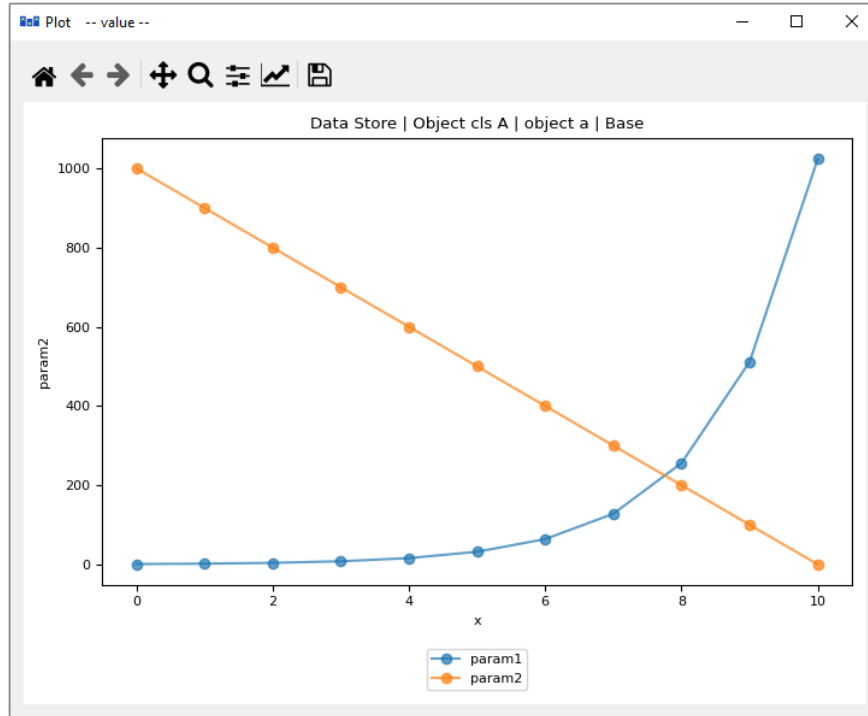 Plot -- value --
Data Store | Object cls A | object a | Base
1000
800
600
400
200
0
param2
0 2 4 6 8 10
x
param1
param2